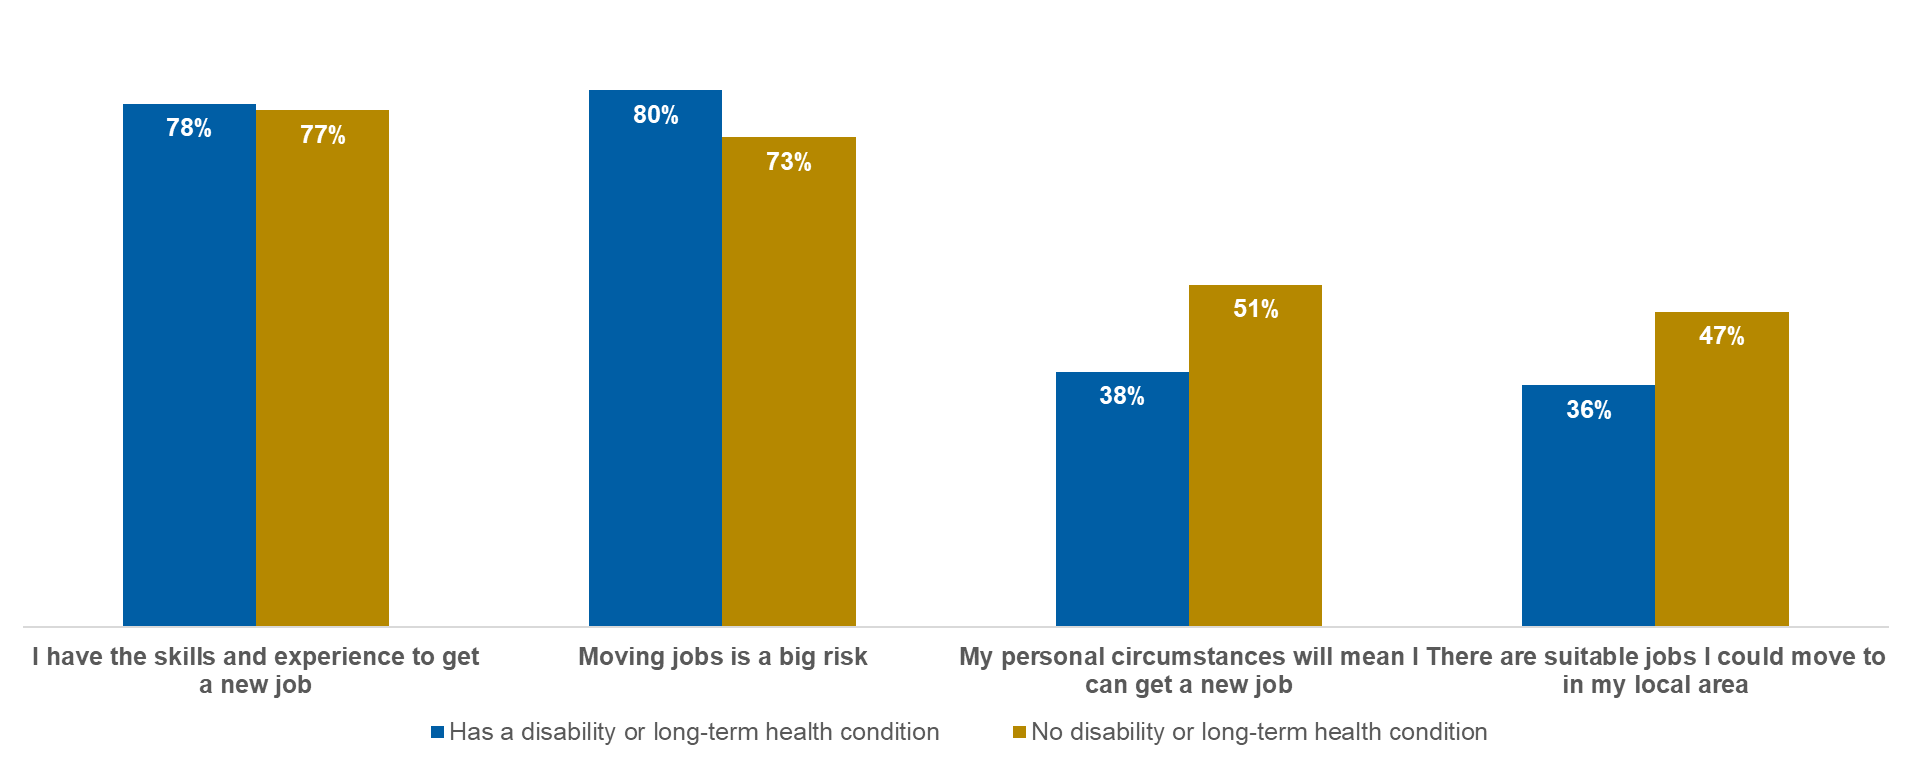 78%
77%
80%
73%
38%
51%
36%
47%
I have the skills and experience to get
a new job
Moving jobs is a big risk
My personal circumstances will mean I
can get a new job
There are suitable jobs I could move to
in my local area
Has a disability or long-term health condition
No disability or long-term health condition